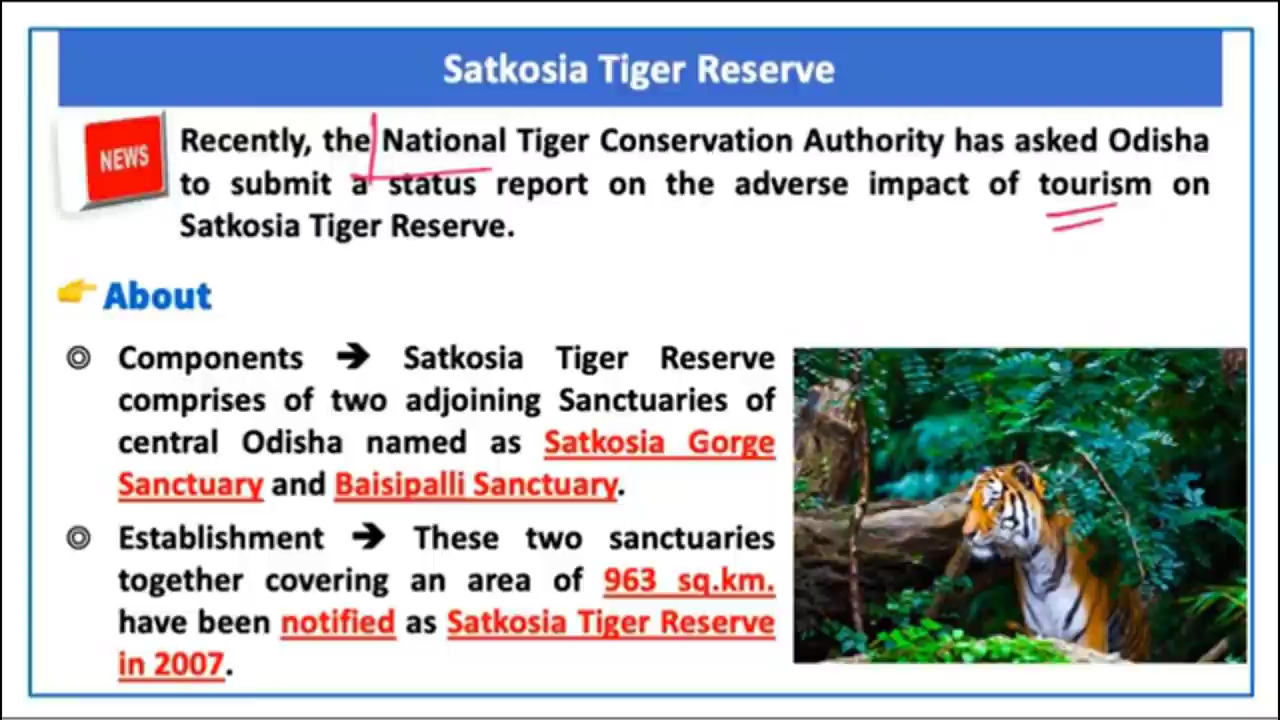 Satkosia Tiger Reserve
NEWS
Recently, the National Tiger Conservation Authority has asked Odisha
to submit a status report on the adverse impact of tourism on
Satkosia Tiger Reserve.
About
Components ➔ Satkosia Tiger Reserve
comprises of two adjoining Sanctuaries of
central Odisha named as Satkosia Gorge
Sanctuary and Baisipalli Sanctuary.
Establishment ➔ These two sanctuaries
together covering an area of 963 sq.km.
have been notified as Satkosia Tiger Reserve
in 2007.